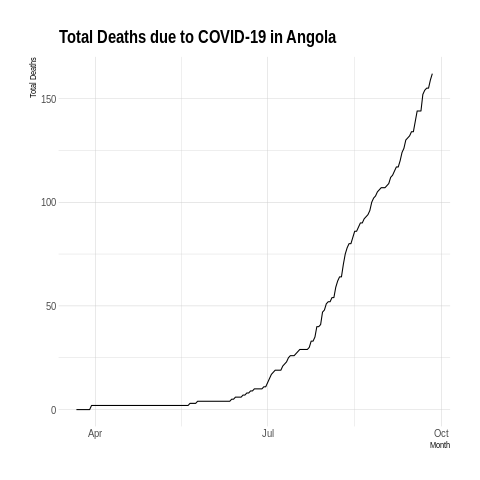 Total Deaths due to COVID-19 in Angola
Total Deaths
150
100
50
0
Apr
Jul
Oct
Month